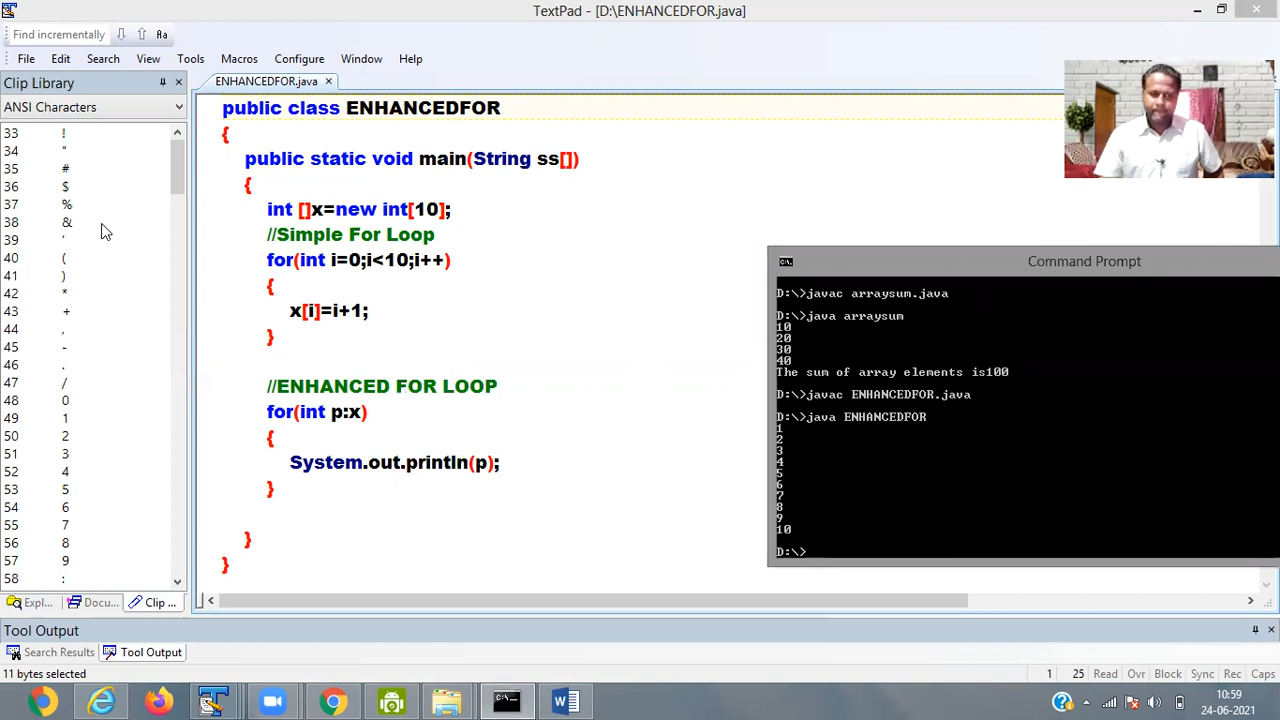 TextPad - [D:\ENHANCEDFOR.java]
Find incrementally
Aa
File Edit Search View Tools Macros Configure Window Help
Clip Library
ANSI Characters
33 !
34 "
35 #
36 $
37 %
38 &
39 '
40 (
41 )
42 *
43 +
44 ,
45 -
46 .
47 /
48 0
49 1
50 2
51 3
52 4
53 5
54 6
55 7
56 8
57 9
58 :
Expl... Docu... Clip ...
ENHANCEDFOR.java
public class ENHANCEDFOR
{
public static void main(String ss[])
{
int []x=new int[10];
//Simple For Loop
for(int i=0;i<10;i++)
{
x[i]=i+1;
}
//ENHANCED FOR LOOP
for(int p:x)
{
System.out.println(p);
}
}
}
Command Prompt
D:\>javac arraysum.java
D:\>java arraysum
10
20
30
40
The sum of array elements is100
D:\>javac ENHANCEDFOR.java
D:\>java ENHANCEDFOR
1
2
3
4
5
6
7
8
9
10
D:\>
Tool Output
Search Results Tool Output
11 bytes selected
1 25 Read Ovr Block Sync Rec Caps
10:59
24-06-2021